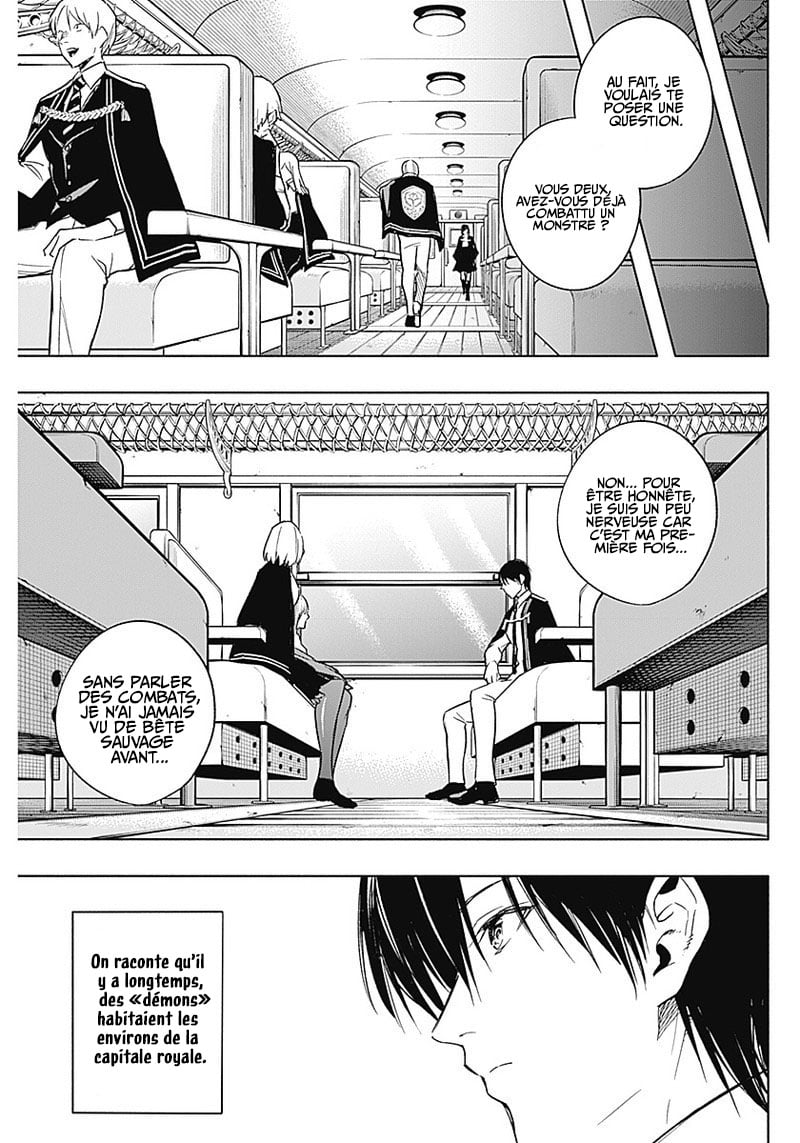 AU FAIT, JE
VOULAIS TE
POSER UNE
QUESTION.
VOUS DEUX,
AVEZ-VOUS DÉJÀ
COMBATTU UN
MONSTRE ?
NON... POUR
ÊTRE HONNÊTE,
JE SUIS UN PEU
NERVEUSE CAR
C'EST MA PRE-
MIÈRE FOIS...
SANS PARLER
DES COMBATS,
JE N'AI JAMAIS
VU DE BÊTE
SAUVAGE
AVANT...
On raconte qu'il
y a longtemps,
des «démons»
habitaient les
environs de la
capitale royale.